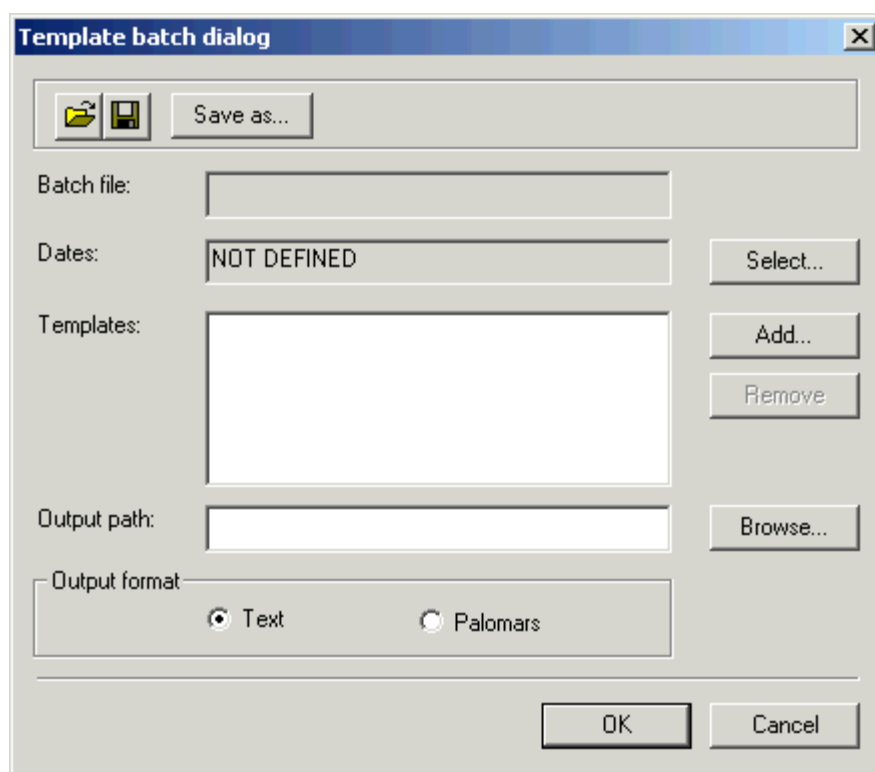 Template batch dialog
Save as...
Batch file:
Dates:
NOT DEFINED
Select...
Templates:
Add...
Remove
Output path:
Browse...
Output format
Text
Palomars
OK
Cancel